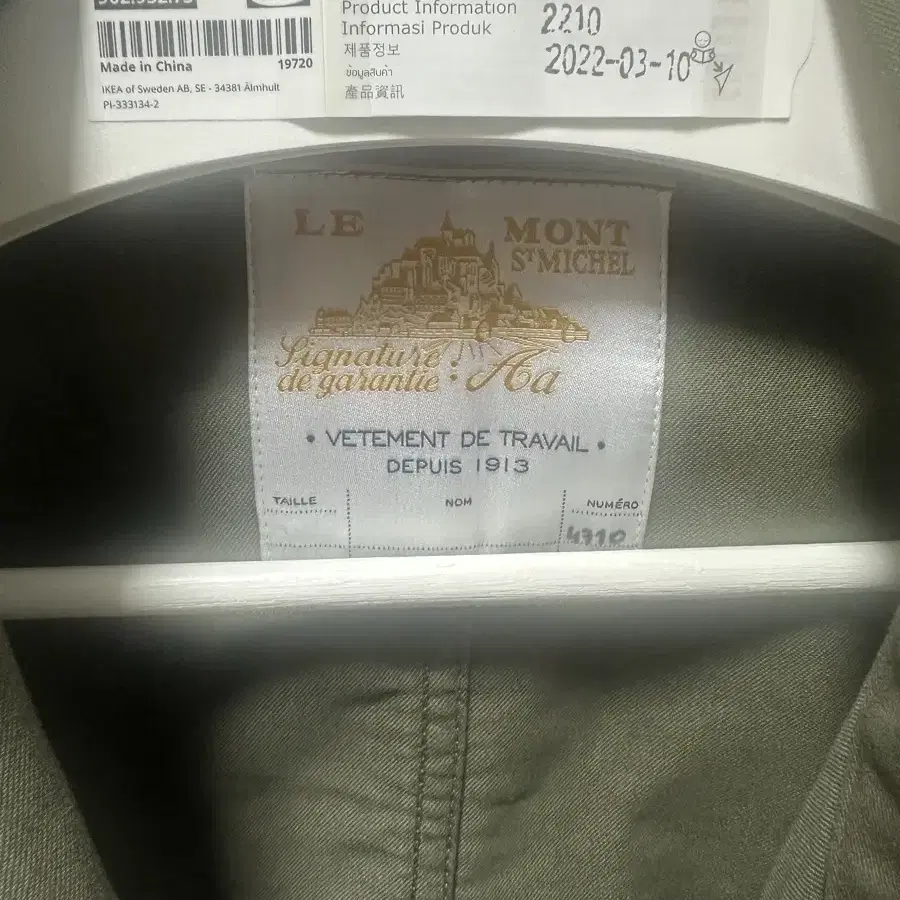 Made in China 19720
IKEA of Sweden AB, SE - 34381 Älmhult
PI-333134-2
Product Information
Informasi Produk
제품정보
ข้อมูลสินค้า
產品資訊
2210
2022-03-10
LE MONT
ST MICHEL
Signature
de garantie : Aa
• VETEMENT DE TRAVAIL •
DEPUIS 1913
TAILLE NOM NUMÉRO
4710